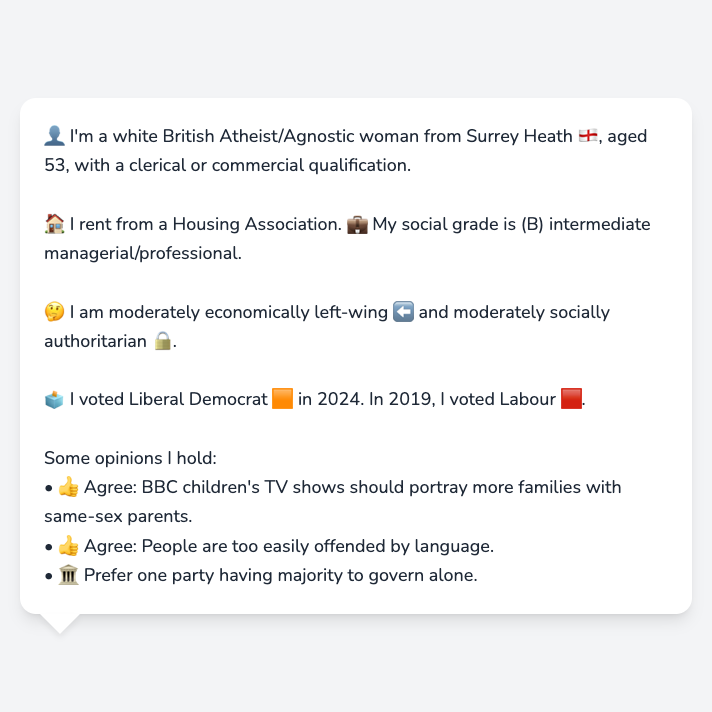 👤 I'm a white British Atheist/Agnostic woman from Surrey Heath 🏴󠁧󠁢󠁥󠁮󠁧󠁿, aged
53, with a clerical or commercial qualification.
🏠 I rent from a Housing Association. 💼 My social grade is (B) intermediate
managerial/professional.
🤔 I am moderately economically left-wing ⬅️ and moderately socially
authoritarian 🔒.
🗳️ I voted Liberal Democrat 🟧 in 2024. In 2019, I voted Labour 🟥.
Some opinions I hold:
• 👍 Agree: BBC children's TV shows should portray more families with
same-sex parents.
• 👍 Agree: People are too easily offended by language.
• 🏛️ Prefer one party having majority to govern alone.